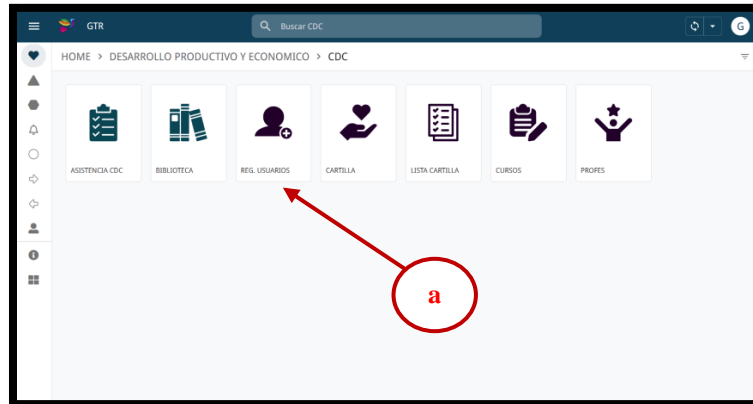 GTR
Buscar CDC
G
HOME > DESARROLLO PRODUCTIVO Y ECONOMICO > CDC
ASISTENCIA CDC
BIBLIOTECA
REG. USUARIOS
CARTILLA
LISTA CARTILLA
CURSOS
PROFES
a